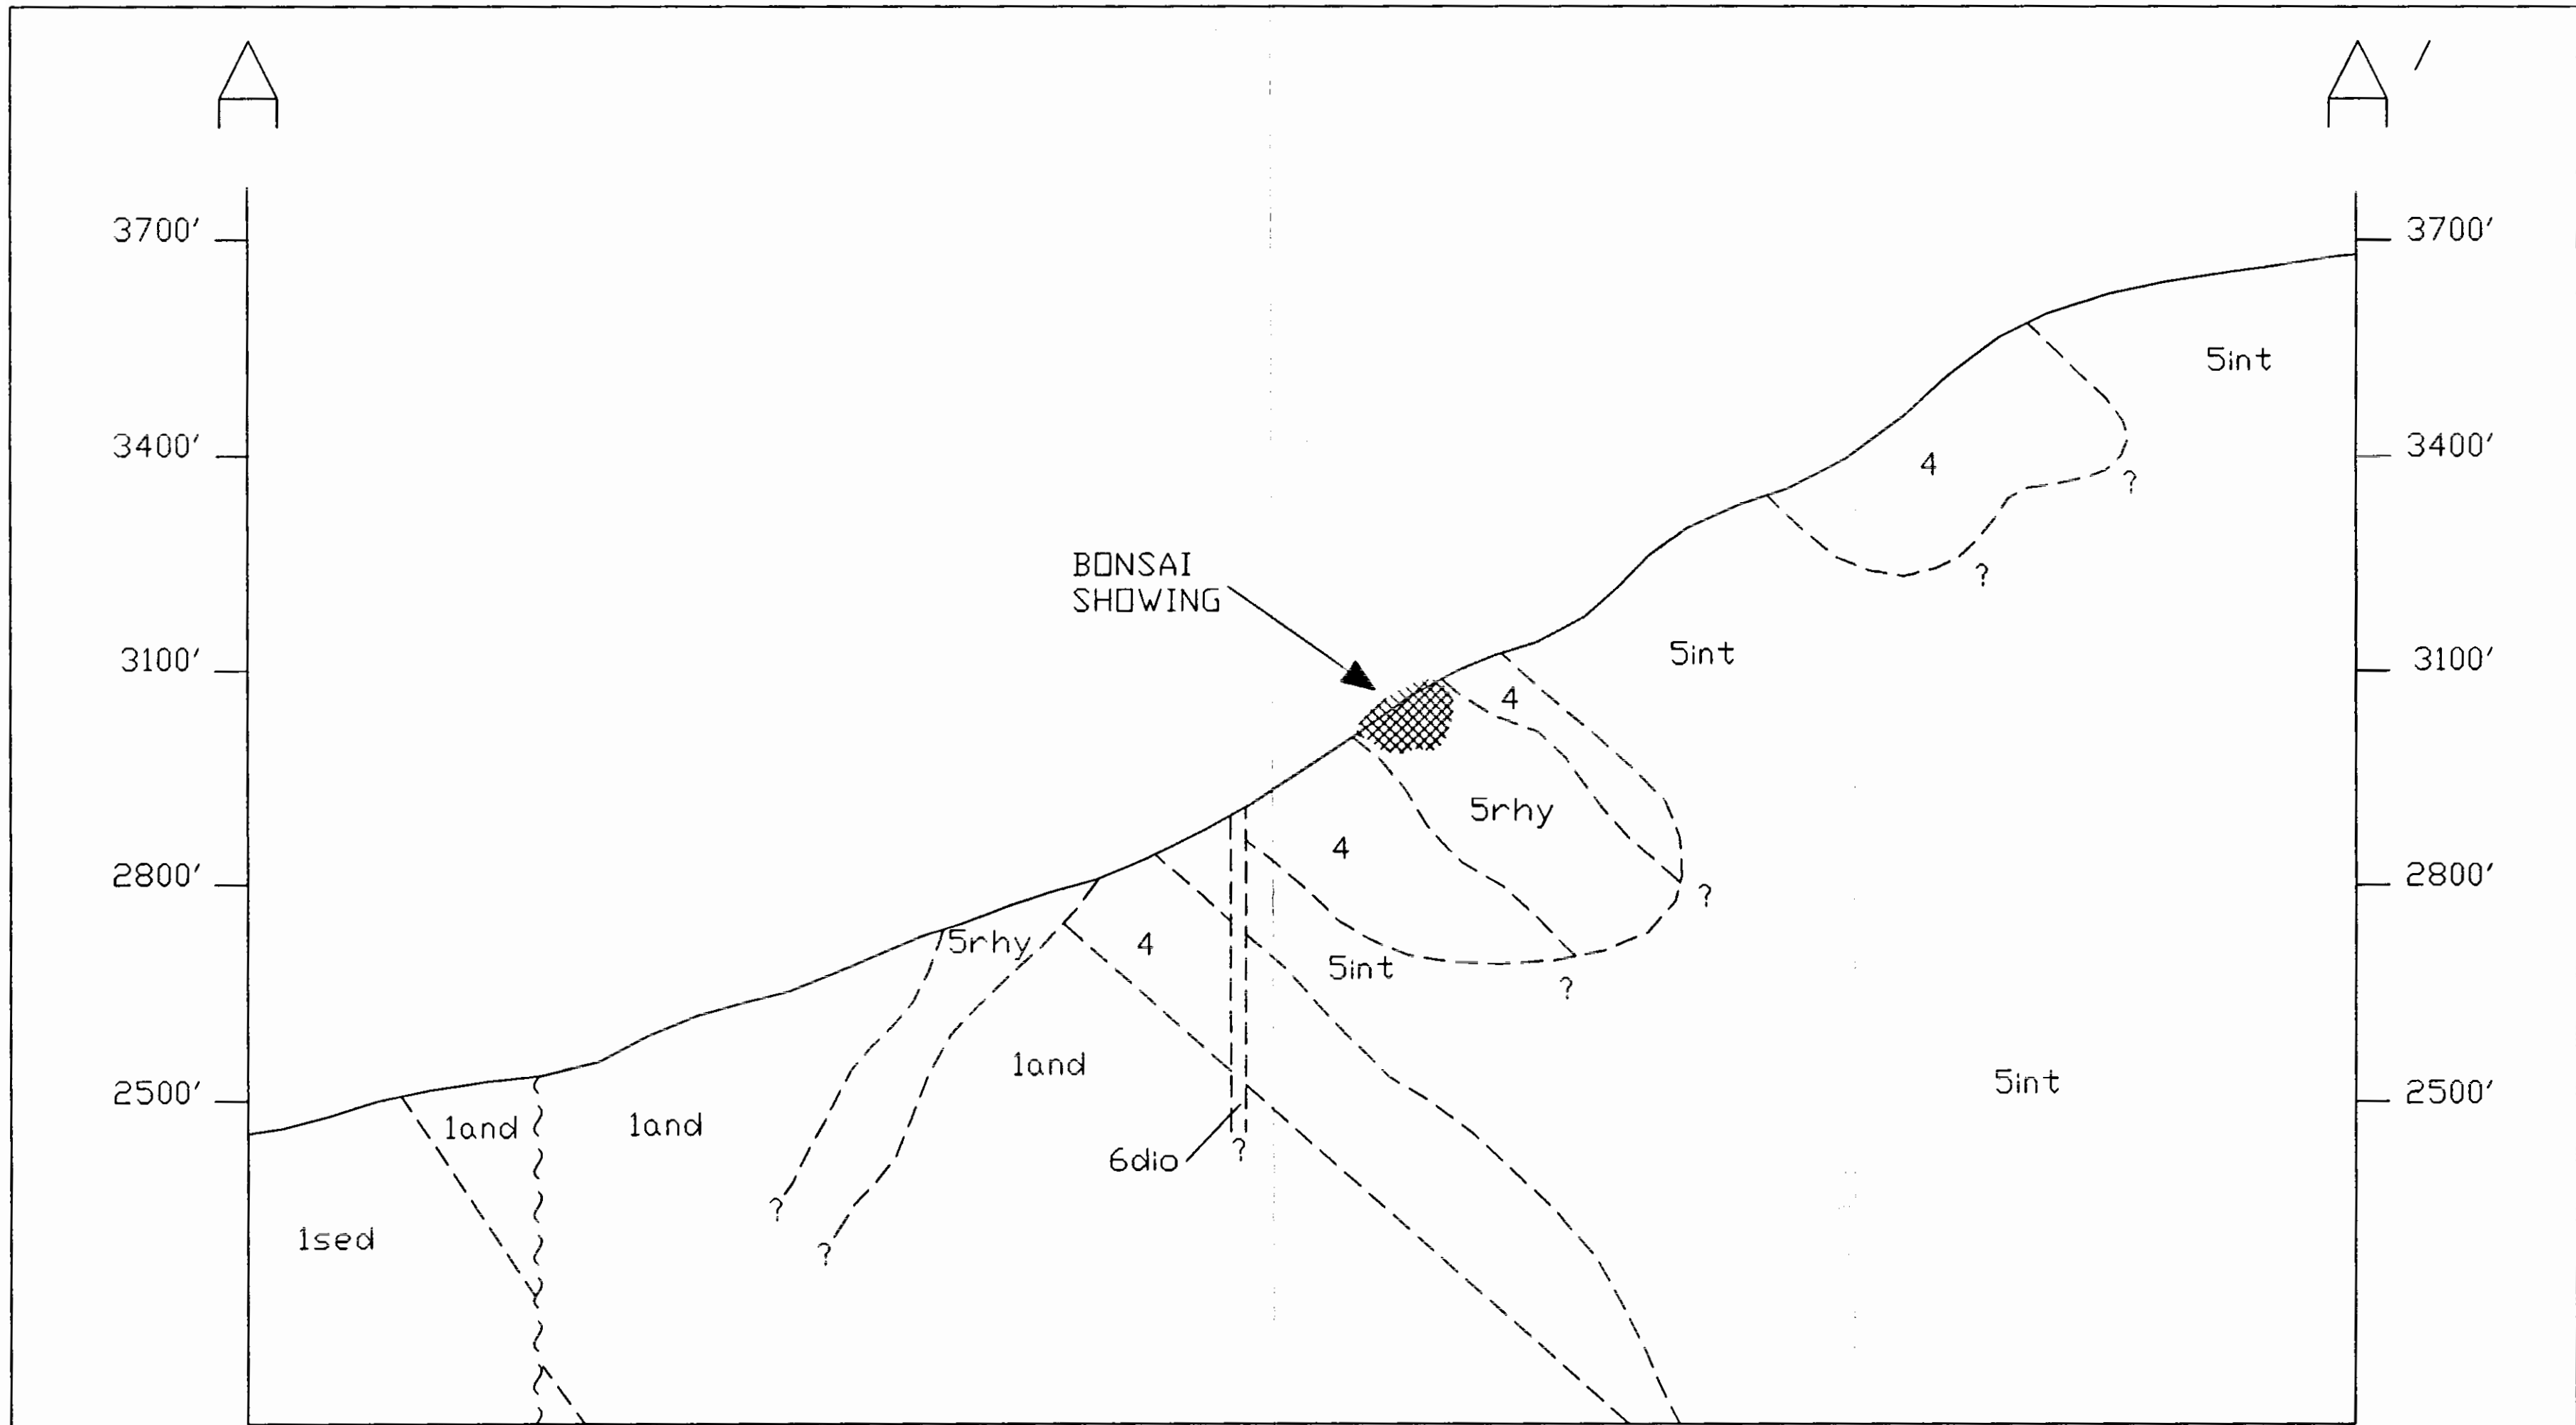 A A'
3700' 3700'
5int
3400' 3400'
4
?
BONSAI
SHOWING
?
3100' 5int 3100'
4
5rhy
4
2800' 2800'
?
5rhy 4
5int
?
1and
5int
2500' 2500'
1and 1and
6dio ?
?
1sed
?